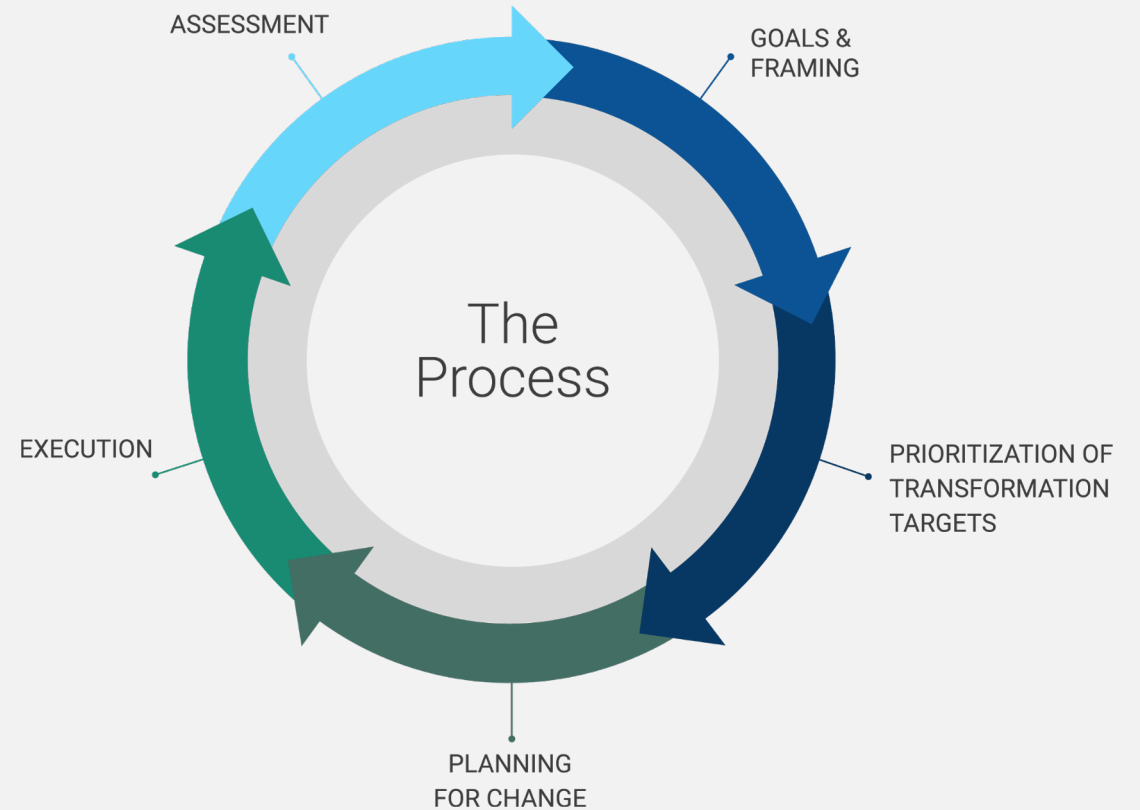 ASSESSMENT
GOALS &
FRAMING
The
Process
EXECUTION
PRIORITIZATION OF
TRANSFORMATION
TARGETS
PLANNING
FOR CHANGE